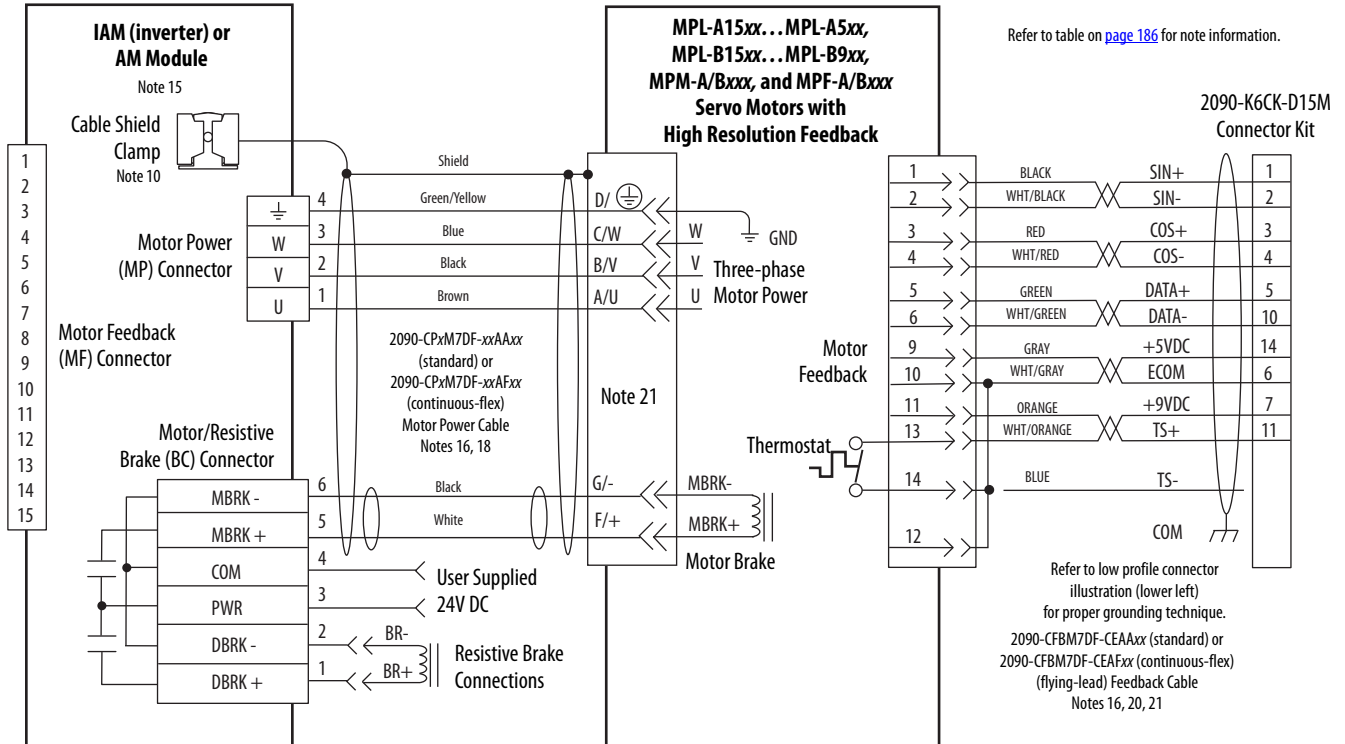 IAM (inverter) or
AM Module
Note 15
Cable Shield
Clamp
Note 10
1
2
3
4
5
6
7
8
9
10
11
12
13
14
15
Motor Power
(MP) Connector
Motor Feedback
(MF) Connector
W
V
U
4
3
2
1
Shield
Green/Yellow
Blue
Black
Brown
D/
C/W
B/V
A/U
W
V
U
GND
Three-phase
Motor Power
2090-CPxM7DF-xxAAxx
(standard) or
2090-CPxM7DF-xxAFxx
(continuous-flex)
Motor Power Cable
Notes 16, 18
Note 21
Motor/Resistive
Brake (BC) Connector
MBRK -
MBRK +
COM
PWR
DBRK -
DBRK +
6
5
4
3
2
1
Black
White
G/-
F/+
MBRK-
MBRK+
Motor Brake
User Supplied
24V DC
BR-
BR+
Resistive Brake
Connections
MPL-A15xx…MPL-A5xx,
MPL-B15xx…MPL-B9xx,
MPM-A/Bxxx, and MPF-A/Bxxx
Servo Motors with
High Resolution Feedback
Refer to table on page 186 for note information.
2090-K6CK-D15M
Connector Kit
Motor
Feedback
Thermostat
1 BLACK SIN+ 1
2 WHT/BLACK SIN- 2
3 RED COS+ 3
4 WHT/RED COS- 4
5 GREEN DATA+ 5
6 WHT/GREEN DATA- 10
9 GRAY +5VDC 14
10 WHT/GRAY ECOM 6
11 ORANGE +9VDC 7
13 WHT/ORANGE TS+ 11
14 BLUE TS-
12 COM
Refer to low profile connector
illustration (lower left)
for proper grounding technique.
2090-CFBM7DF-CEAAxx (standard) or
2090-CFBM7DF-CEAFxx (continuous-flex)
(flying-lead) Feedback Cable
Notes 16, 20, 21